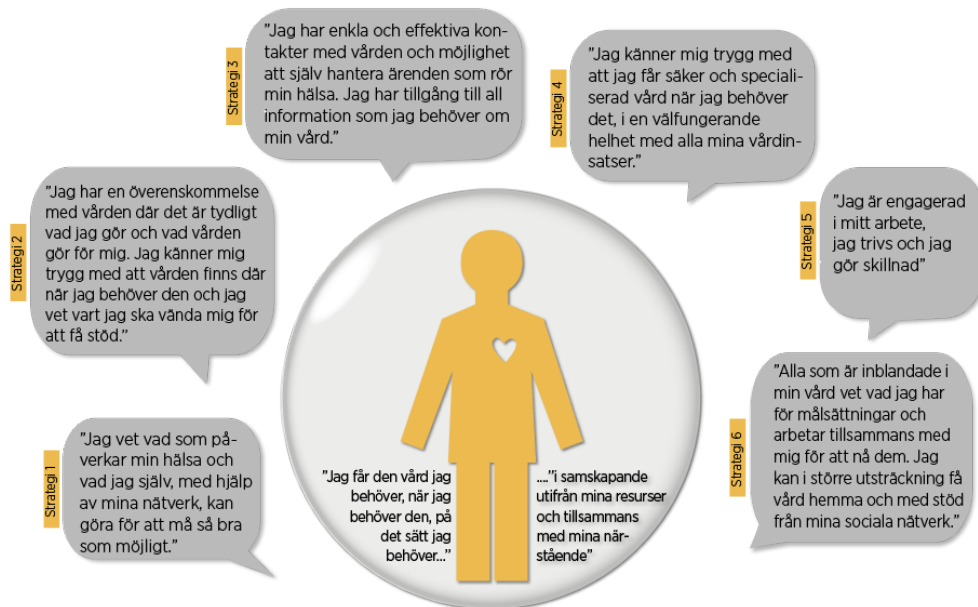 Strategi 1
"Jag vet vad som på-
verkar min hälsa och
vad jag själv, med hjälp
av mina nätverk, kan
göra för att må så bra
som möjligt."
Strategi 2
"Jag har en överenskommelse
med vården där det är tydligt
vad jag gör och vad vården
gör för mig. Jag känner mig
trygg med att vården finns där
när jag behöver den och jag
vet vart jag ska vända mig för
att få stöd."
Strategi 3
"Jag har enkla och effektiva kon-
takter med vården och möjlighet
att själv hantera ärenden som rör
min hälsa. Jag har tillgång till all
information som jag behöver om
min vård."
Strategi 4
"Jag känner mig trygg med
att jag får säker och speciali-
serad vård när jag behöver
det, i en välfungerande
helhet med alla mina vårdin-
satser."
Strategi 5
"Jag är engagerad
i mitt arbete,
jag trivs och jag
gör skillnad"
Strategi 6
"Alla som är inblandade i
min vård vet vad jag har
för målsättningar och
arbetar tillsammans med
mig för att nå dem. Jag
kan i större utsträckning få
vård hemma och med stöd
från mina sociala nätverk."
"Jag får den vård jag
behöver, när jag
behöver den, på
det sätt jag
behöver..."
...."i samskapande
utifrån mina resurser
och tillsammans
med mina när-
stående"